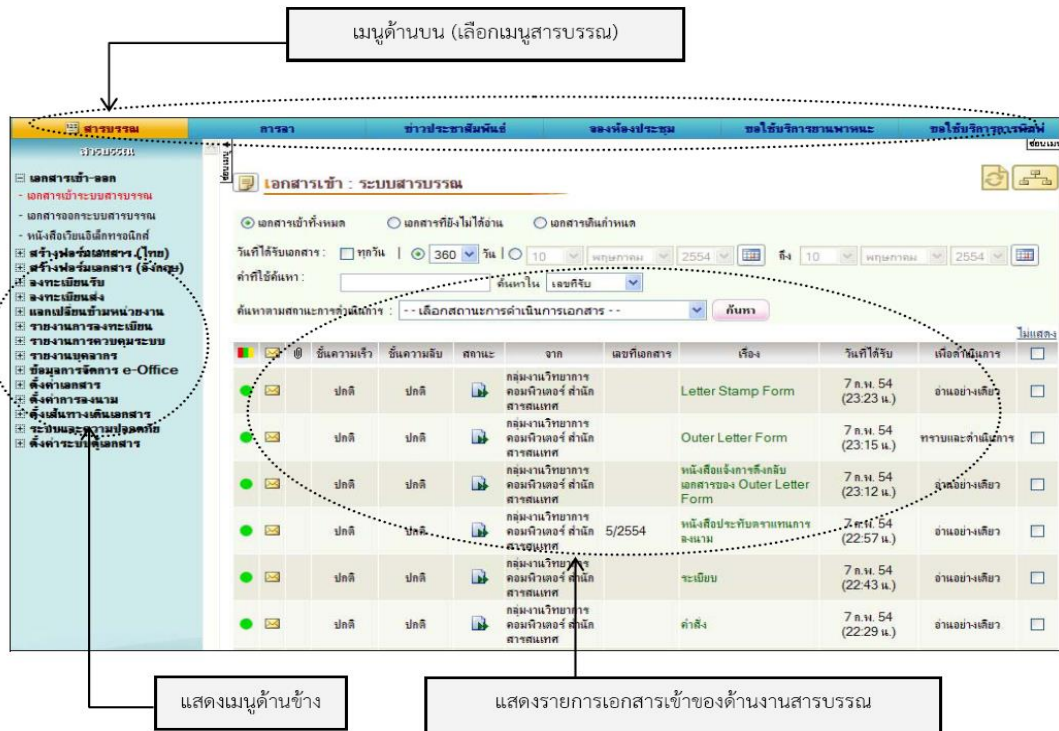 เมนูด้านบน (เลือกเมนูสารบรรณ)
สารบรรณ การลา ข่าวประชาสัมพันธ์ จองห้องประชุม ขอใช้บริการยานพาหนะ ขอใช้บริการการพิมพ์
สารบรรณ
ซ่อนเมนู
ซ่อนเมนู
เอกสารเข้า-ออก
- เอกสารเข้าระบบสารบรรณ
- เอกสารออกระบบสารบรรณ
- หนังสือเวียนอิเล็กทรอนิกส์
สร้างฟอร์มเอกสาร (ไทย)
สร้างฟอร์มเอกสาร (อังกฤษ)
ลงทะเบียนรับ
ลงทะเบียนส่ง
แลกเปลี่ยนข้ามหน่วยงาน
รายงานการลงทะเบียน
รายงานการควบคุมระบบ
รายงานบุคลากร
ข้อมูลการจัดการ e-Office
ตั้งค่าเอกสาร
ตั้งค่าการลงนาม
ตั้งเส้นทางเดินเอกสาร
ระบบและความปลอดภัย
ตั้งค่าระบบตู้เอกสาร
เอกสารเข้า : ระบบสารบรรณ
เอกสารเข้าทั้งหมด เอกสารที่ยังไม่ได้อ่าน เอกสารเกินกำหนด
วันที่ได้รับเอกสาร : ทุกวัน | 360 วัน | 10 พฤษภาคม 2554 ถึง 10 พฤษภาคม 2554
คำที่ใช้ค้นหา : ค้นหาใน เลขที่รับ
ค้นหาตามสถานะการดำเนินการ : - - เลือกสถานะการดำเนินการเอกสาร - - ค้นหา
ไม่แสดง
ชั้นความเร็ว ชั้นความลับ สถานะ จาก เลขที่เอกสาร เรื่อง วันที่ได้รับ เพื่อดำเนินการ
ปกติ ปกติ กลุ่มงานวิทยาการคอมพิวเตอร์ สำนักสารสนเทศ Letter Stamp Form 7 ก.พ. 54 (23:23 น.) อ่านอย่างเดียว
ปกติ ปกติ กลุ่มงานวิทยาการคอมพิวเตอร์ สำนักสารสนเทศ Outer Letter Form 7 ก.พ. 54 (23:15 น.) ทราบและดำเนินการ
ปกติ ปกติ กลุ่มงานวิทยาการคอมพิวเตอร์ สำนักสารสนเทศ หนังสือแจ้งการดึงกลับเอกสารของ Outer Letter Form 7 ก.พ. 54 (23:12 น.) อ่านอย่างเดียว
ปกติ ปกติ กลุ่มงานวิทยาการคอมพิวเตอร์ สำนักสารสนเทศ 5/2554 หนังสือประทับตราแทนการลงนาม 7 ก.พ. 54 (22:57 น.) อ่านอย่างเดียว
ปกติ ปกติ กลุ่มงานวิทยาการคอมพิวเตอร์ สำนักสารสนเทศ ระเบียบ 7 ก.พ. 54 (22:43 น.) อ่านอย่างเดียว
ปกติ ปกติ กลุ่มงานวิทยาการคอมพิวเตอร์ สำนักสารสนเทศ คำสั่ง 7 ก.พ. 54 (22:29 น.) อ่านอย่างเดียว
แสดงเมนูด้านข้าง
แสดงรายการเอกสารเข้าของด้านงานสารบรรณ